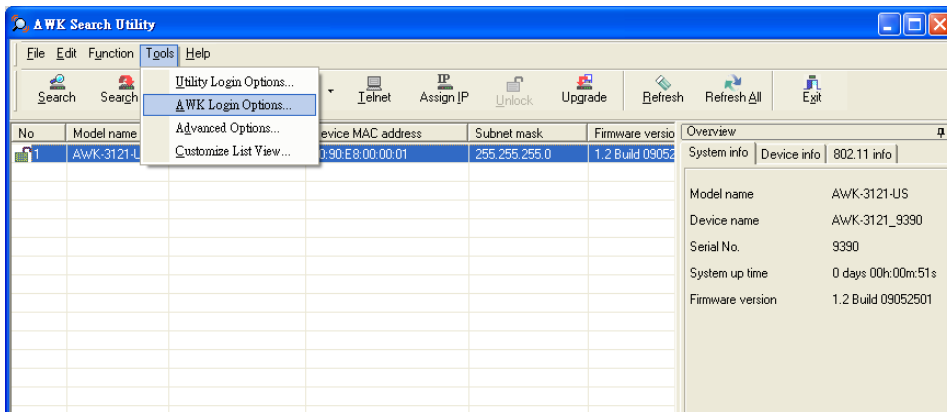 AWK Search Utility
File Edit Function Tools Help
Search Search Telnet Assign IP Unlock Upgrade Refresh Refresh All Exit
Utility Login Options...
AWK Login Options...
Advanced Options...
Customize List View...
No Model name evice MAC address Subnet mask Firmware versio
1 AWK-3121-U 0:90:E8:00:00:01 255.255.255.0 1.2 Build 09052
Overview
System info Device info 802.11 info
Model name AWK-3121-US
Device name AWK-3121_9390
Serial No. 9390
System up time 0 days 00h:00m:51s
Firmware version 1.2 Build 09052501